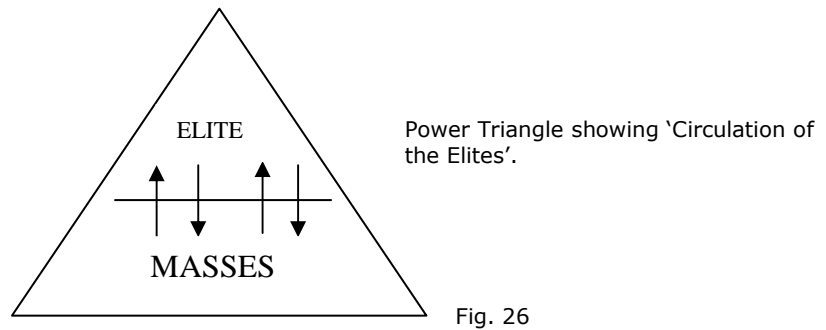 ELITE
Power Triangle showing ‘Circulation of
the Elites’.
MASSES
Fig. 26